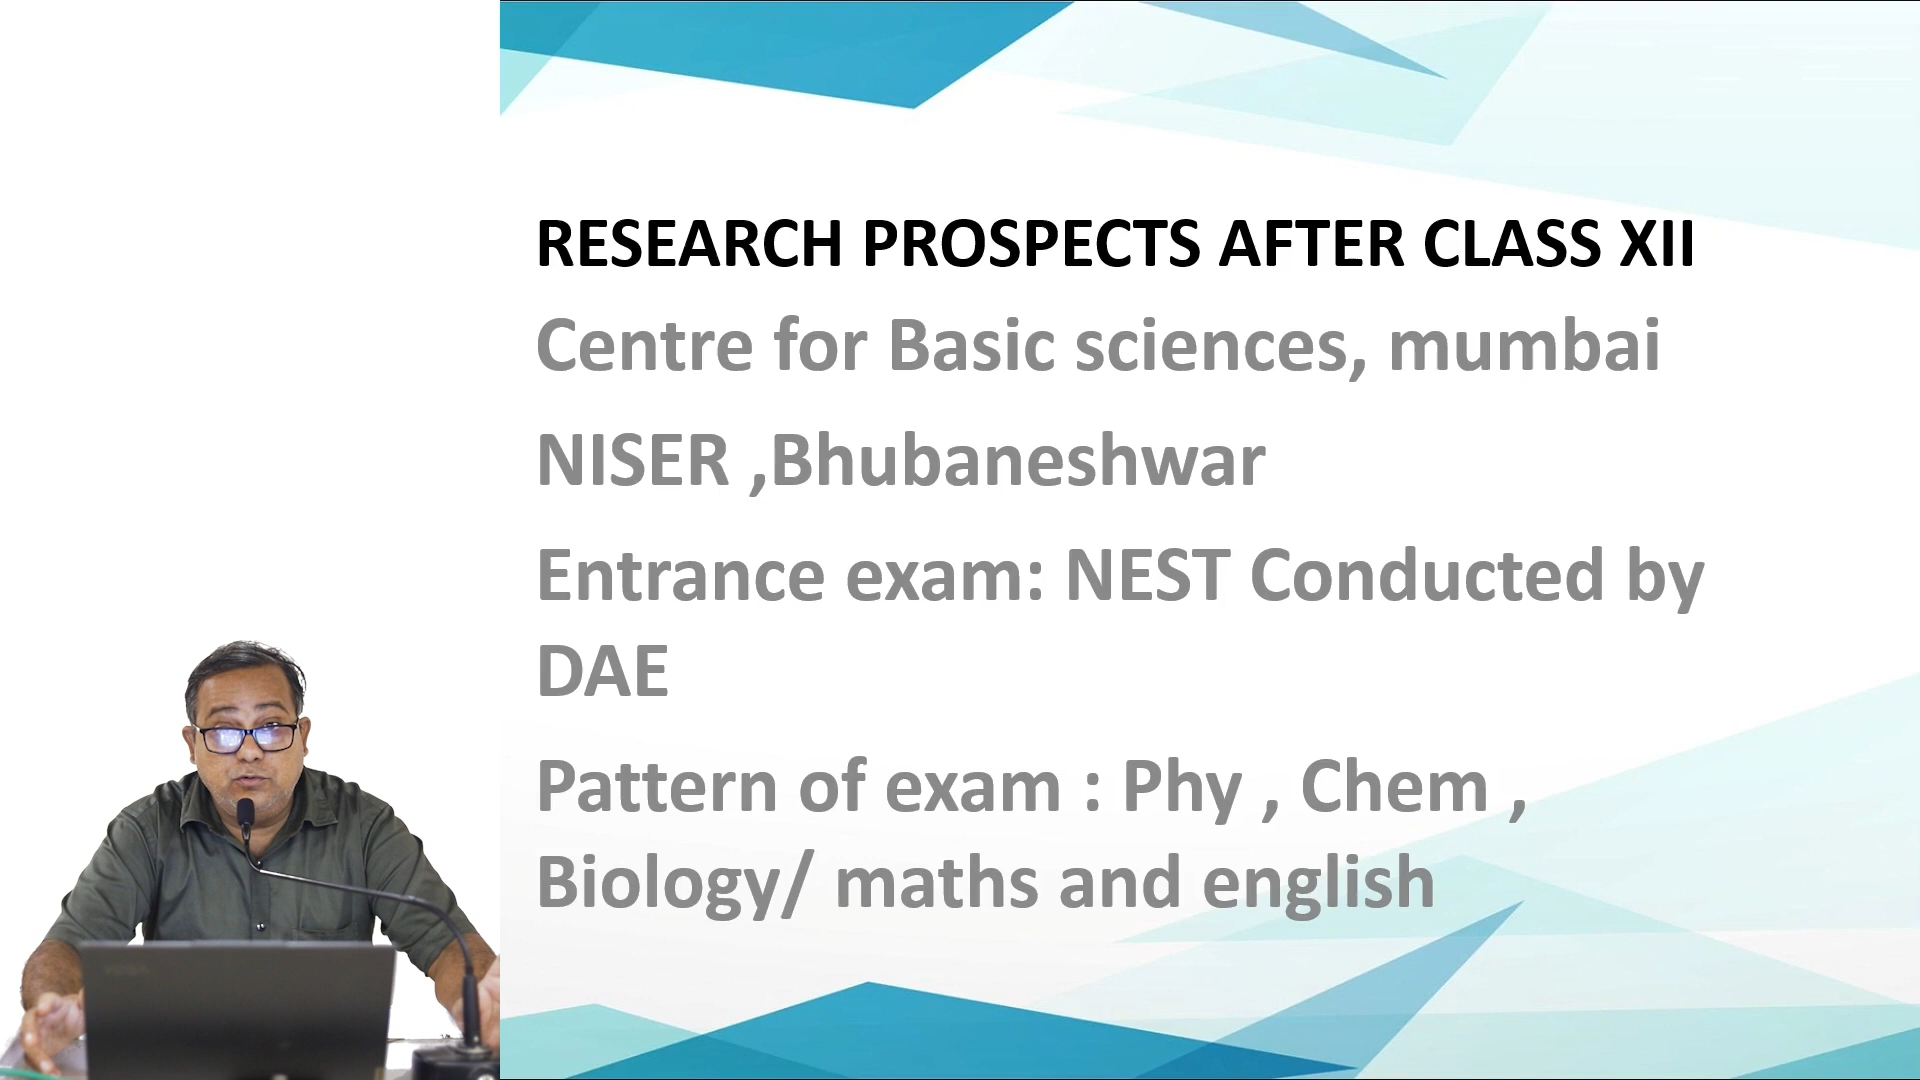 RESEARCH PROSPECTS AFTER CLASS XII
Centre for Basic sciences, mumbai
NISER ,Bhubaneshwar
Entrance exam: NEST Conducted by
DAE
Pattern of exam : Phy , Chem ,
Biology/ maths and english